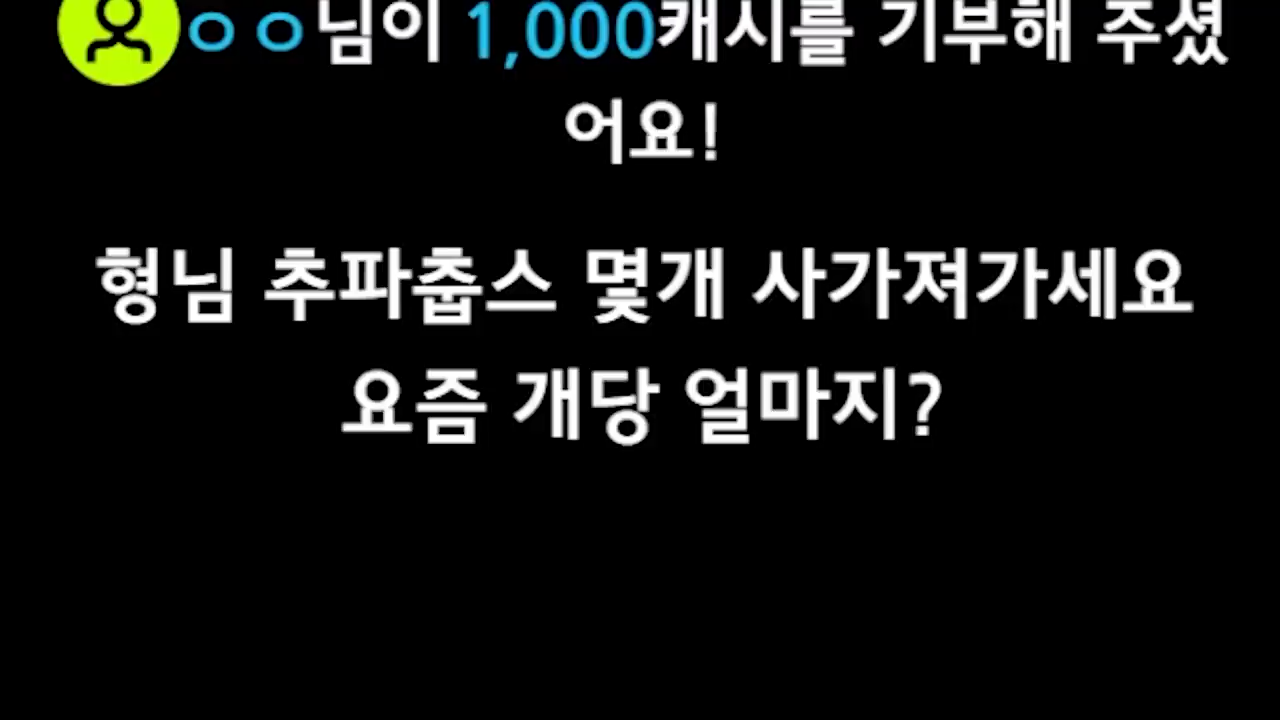 ㅇㅇ님이 1,000캐시를 기부해 주셨
어요!
형님 추파춥스 몇개 사가져가세요
요즘 개당 얼마지?